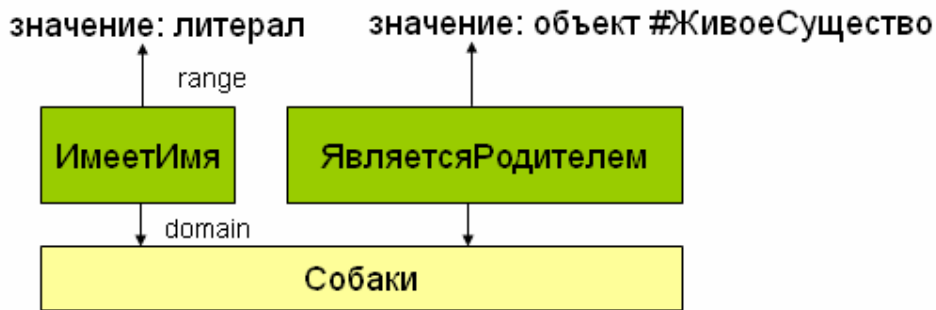 значение: литерал
значение: объект #ЖивоеСущество
range
ИмеетИмя
ЯвляетсяРодителем
domain
Собаки